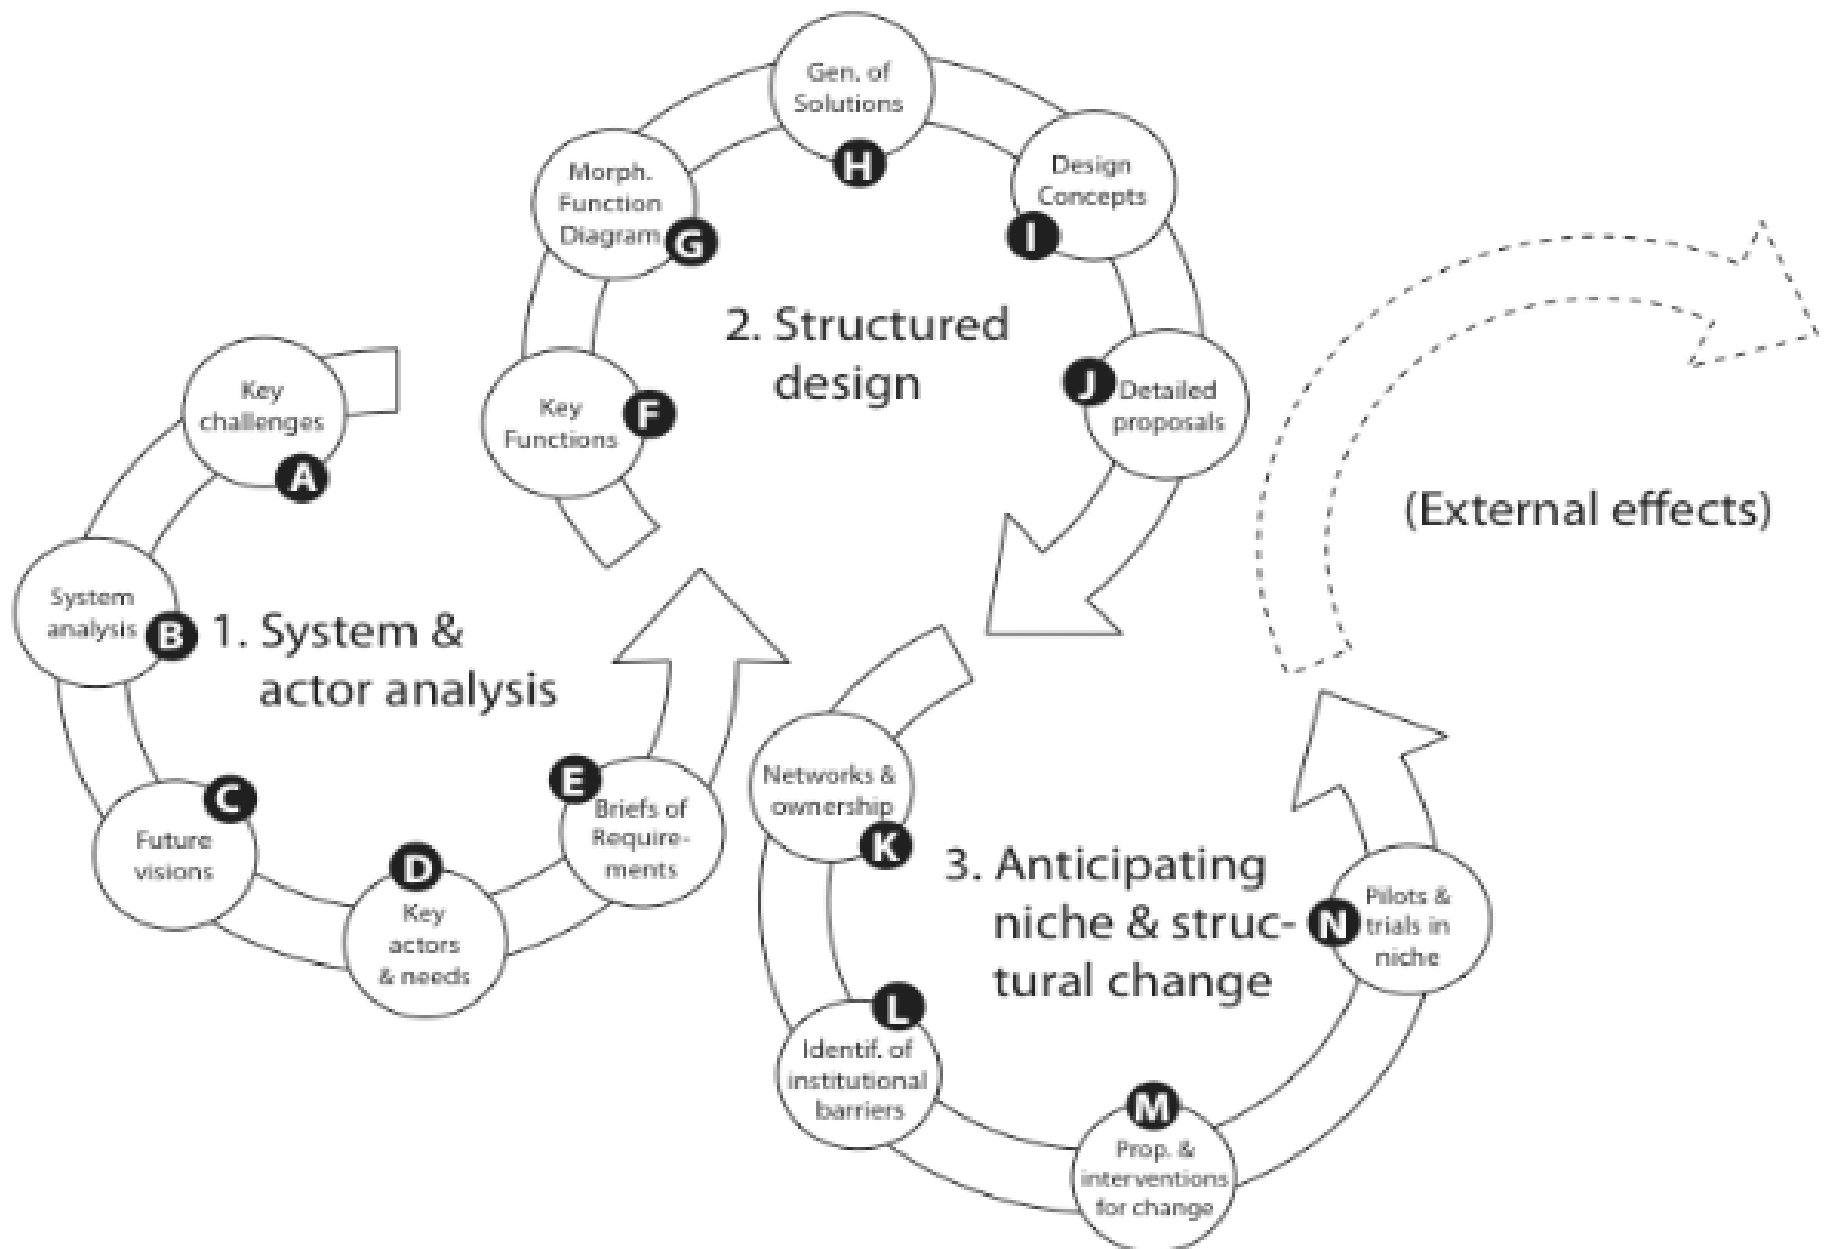 Key
challenges
A
System
analysis
B
1. System &
actor analysis
Future
visions
C
D
Key
actors
& needs
E
Briefs of
Require-
ments
Key
Functions
F
Morph.
Function
Diagram
G
Gen. of
Solutions
H
Design
Concepts
I
2. Structured
design
J
Detailed
proposals
Networks &
ownership
K
3. Anticipating
niche & struc-
tural change
L
Identif. of
institutional
barriers
M
Prop. &
interventions
for change
N
Pilots &
trials in
niche
(External effects)